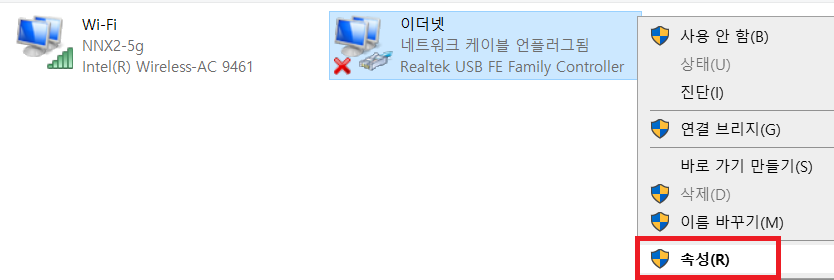 Wi-Fi
NNX2-5g
Intel(R) Wireless-AC 9461
이더넷
네트워크 케이블 언플러그됨
Realtek USB FE Family Controller
사용 안 함(B)
상태(U)
진단(I)
연결 브리지(G)
바로 가기 만들기(S)
삭제(D)
이름 바꾸기(M)
속성(R)